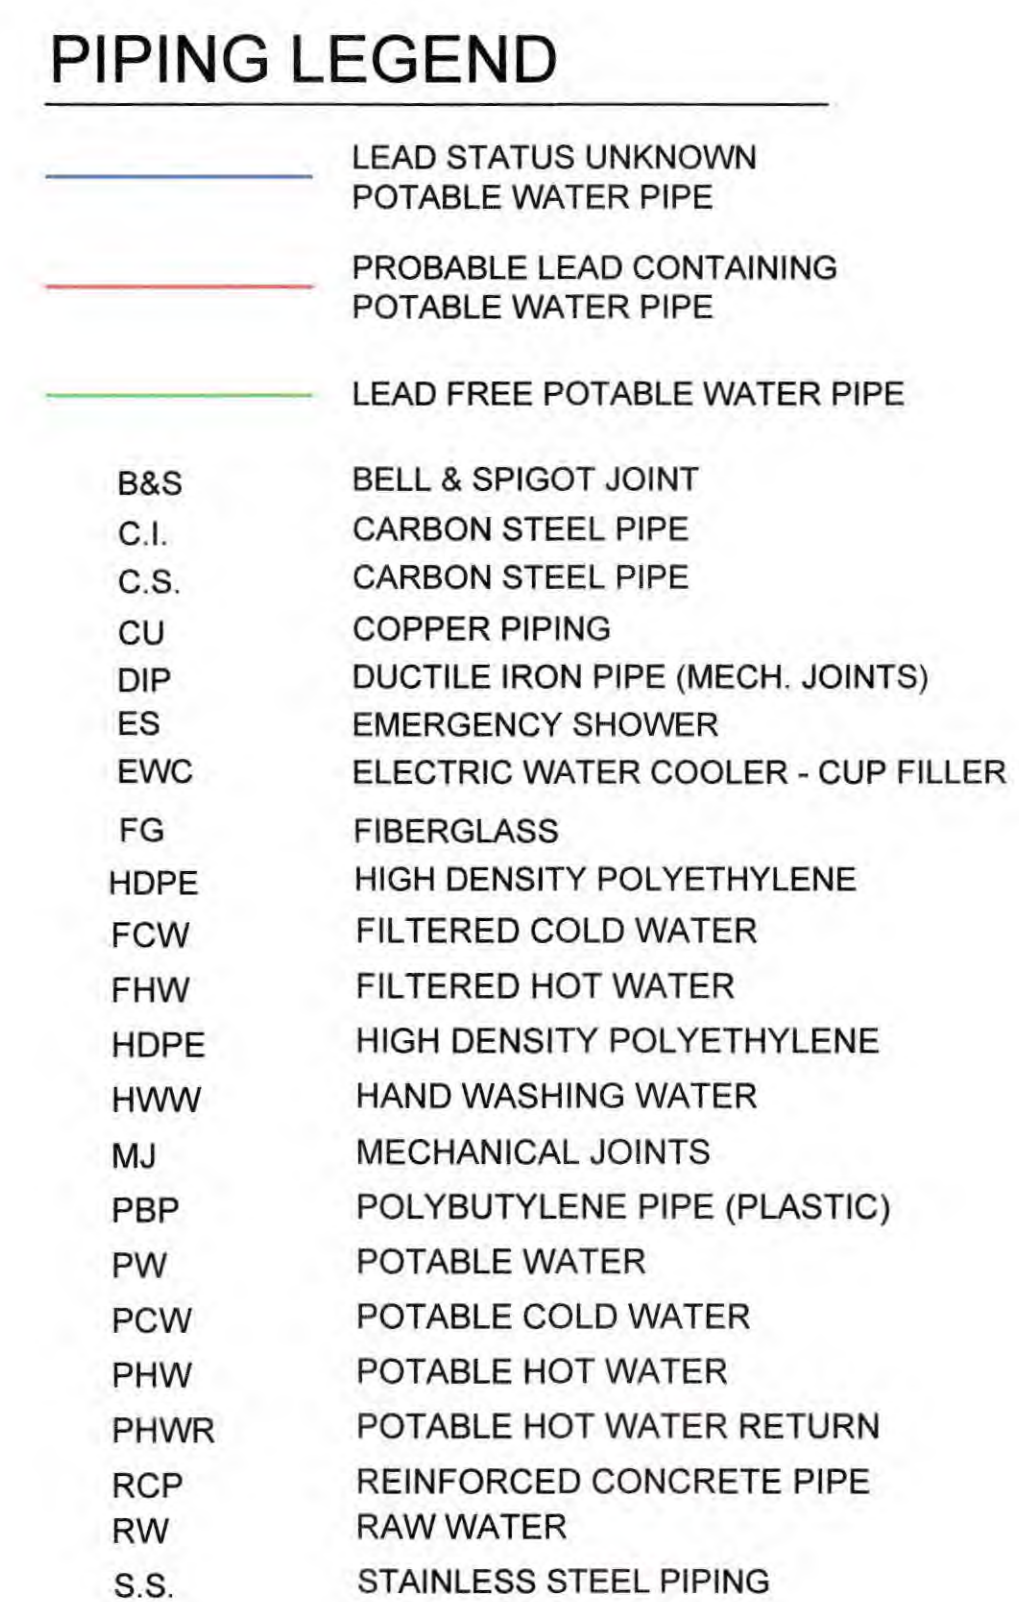 PIPING LEGEND
LEAD STATUS UNKNOWN
POTABLE WATER PIPE
PROBABLE LEAD CONTAINING
POTABLE WATER PIPE
LEAD FREE POTABLE WATER PIPE
B&S BELL & SPIGOT JOINT
C.I. CARBON STEEL PIPE
C.S. CARBON STEEL PIPE
CU COPPER PIPING
DIP DUCTILE IRON PIPE (MECH. JOINTS)
ES EMERGENCY SHOWER
EWC ELECTRIC WATER COOLER - CUP FILLER
FG FIBERGLASS
HDPE HIGH DENSITY POLYETHYLENE
FCW FILTERED COLD WATER
FHW FILTERED HOT WATER
HDPE HIGH DENSITY POLYETHYLENE
HWW HAND WASHING WATER
MJ MECHANICAL JOINTS
PBP POLYBUTYLENE PIPE (PLASTIC)
PW POTABLE WATER
PCW POTABLE COLD WATER
PHW POTABLE HOT WATER
PHWR POTABLE HOT WATER RETURN
RCP REINFORCED CONCRETE PIPE
RW RAW WATER
S.S. STAINLESS STEEL PIPING